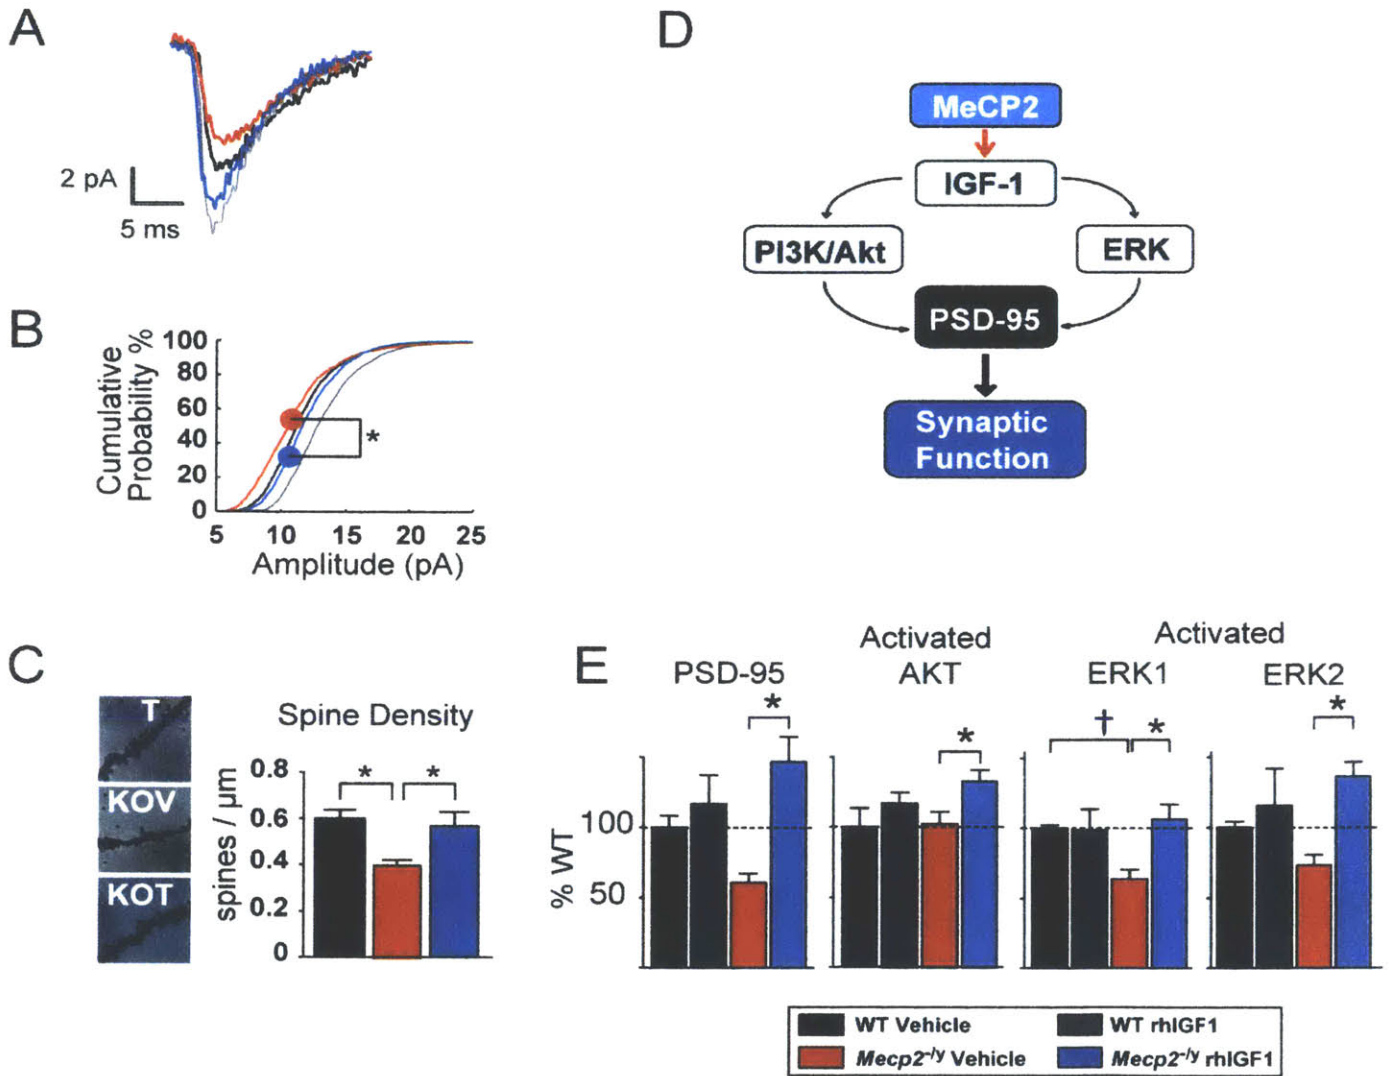 A
2 pA
5 ms
B
Cumulative
Probability %
100
80
60
40
20
0
*
5 10 15 20 25
Amplitude (pA)
C
T
KOV
KOT
Spine Density
spines / µm
0.8
0.6
0.4
0.2
0
* *
D
MeCP2
IGF-1
PI3K/Akt
ERK
PSD-95
Synaptic
Function
E
PSD-95
Activated
AKT
Activated
ERK1
ERK2
% WT
100
50
*
*
† *
*
WT Vehicle
WT rhIGF1
Mecp2-/y Vehicle
Mecp2-/y rhIGF1